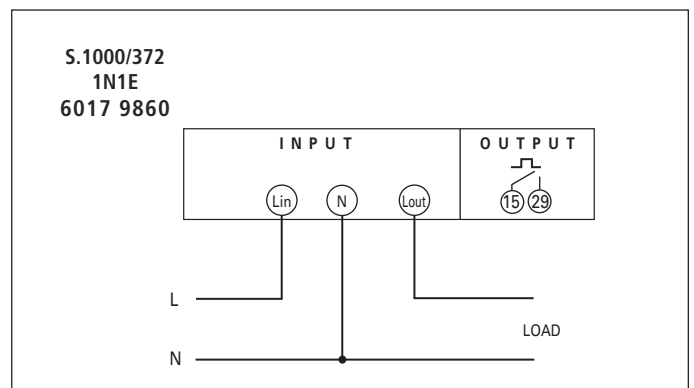 S.1000/372
1N1E
6017 9860
INPUT
OUTPUT
Lin
N
Lout
15
29
L
LOAD
N